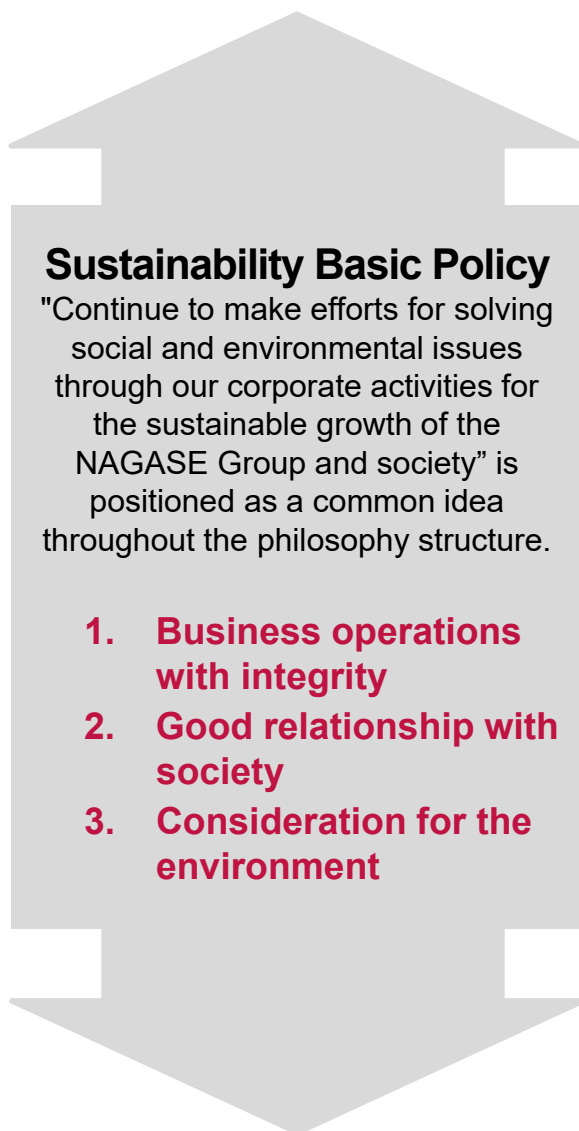 Sustainability Basic Policy
"Continue to make efforts for solving
social and environmental issues
through our corporate activities for
the sustainable growth of the
NAGASE Group and society” is
positioned as a common idea
throughout the philosophy structure.
1. Business operations
with integrity
2. Good relationship with
society
3. Consideration for the
environment